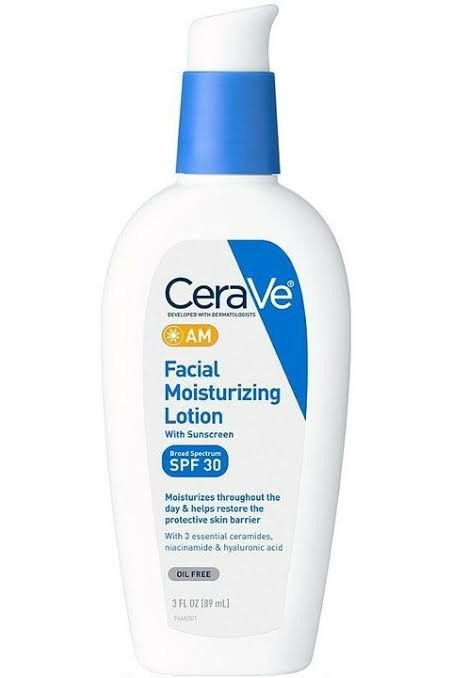 CeraVe®
DEVELOPED WITH DERMATOLOGISTS
AM
Facial
Moisturizing
Lotion
With Sunscreen
Broad Spectrum
SPF 30
Moisturizes throughout the
day & helps restore the
protective skin barrier
With 3 essential ceramides,
niacinamide & hyaluronic acid
OIL FREE
3 FL OZ (89 mL)